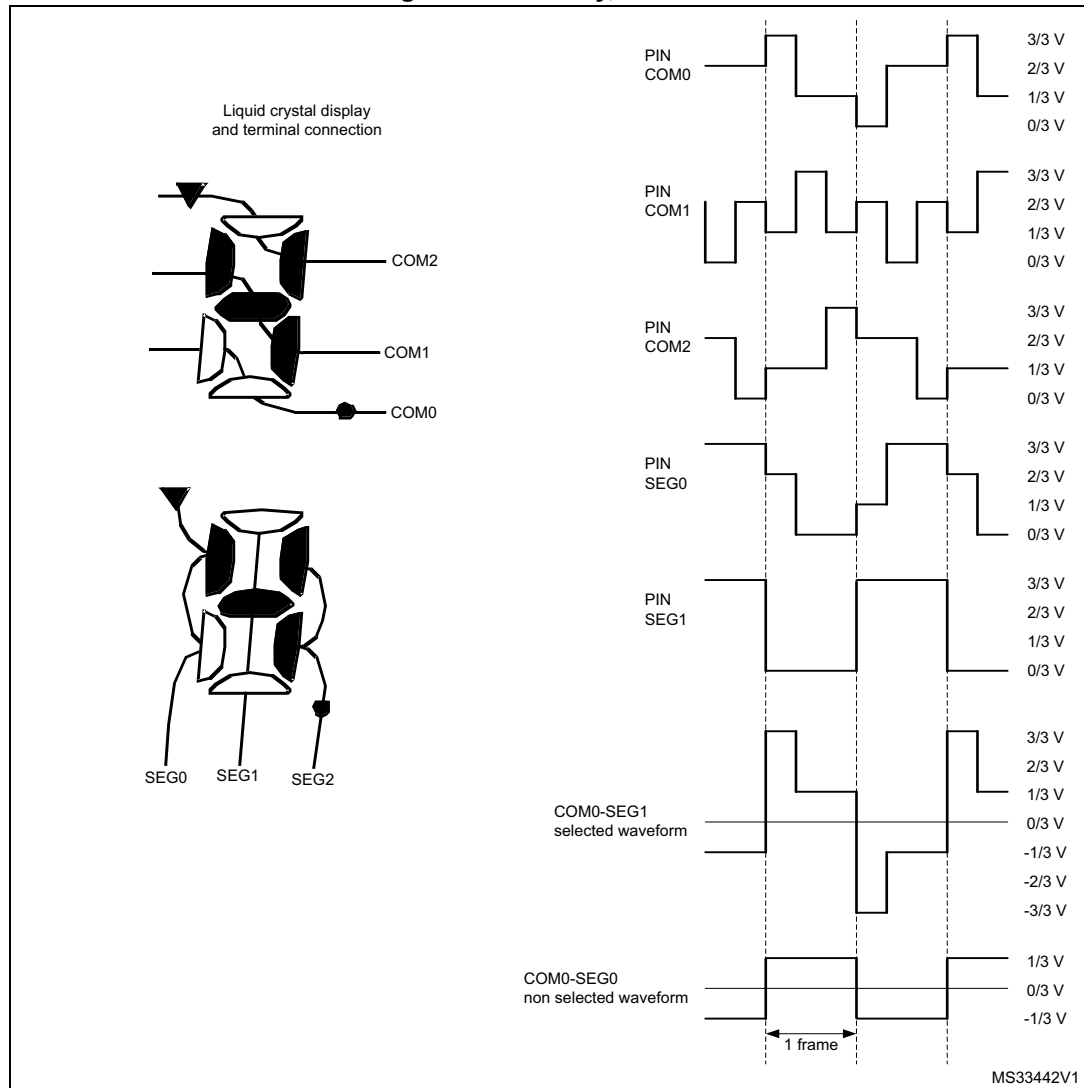 Liquid crystal display
and terminal connection
COM2
COM1
COM0
SEG0
SEG1
SEG2
PIN
COM0
3/3 V
2/3 V
1/3 V
0/3 V
PIN
COM1
3/3 V
2/3 V
1/3 V
0/3 V
PIN
COM2
3/3 V
2/3 V
1/3 V
0/3 V
PIN
SEG0
3/3 V
2/3 V
1/3 V
0/3 V
PIN
SEG1
3/3 V
2/3 V
1/3 V
0/3 V
COM0-SEG1
selected waveform
3/3 V
2/3 V
1/3 V
0/3 V
-1/3 V
-2/3 V
-3/3 V
COM0-SEG0
non selected waveform
1/3 V
0/3 V
-1/3 V
1 frame
MS33442V1